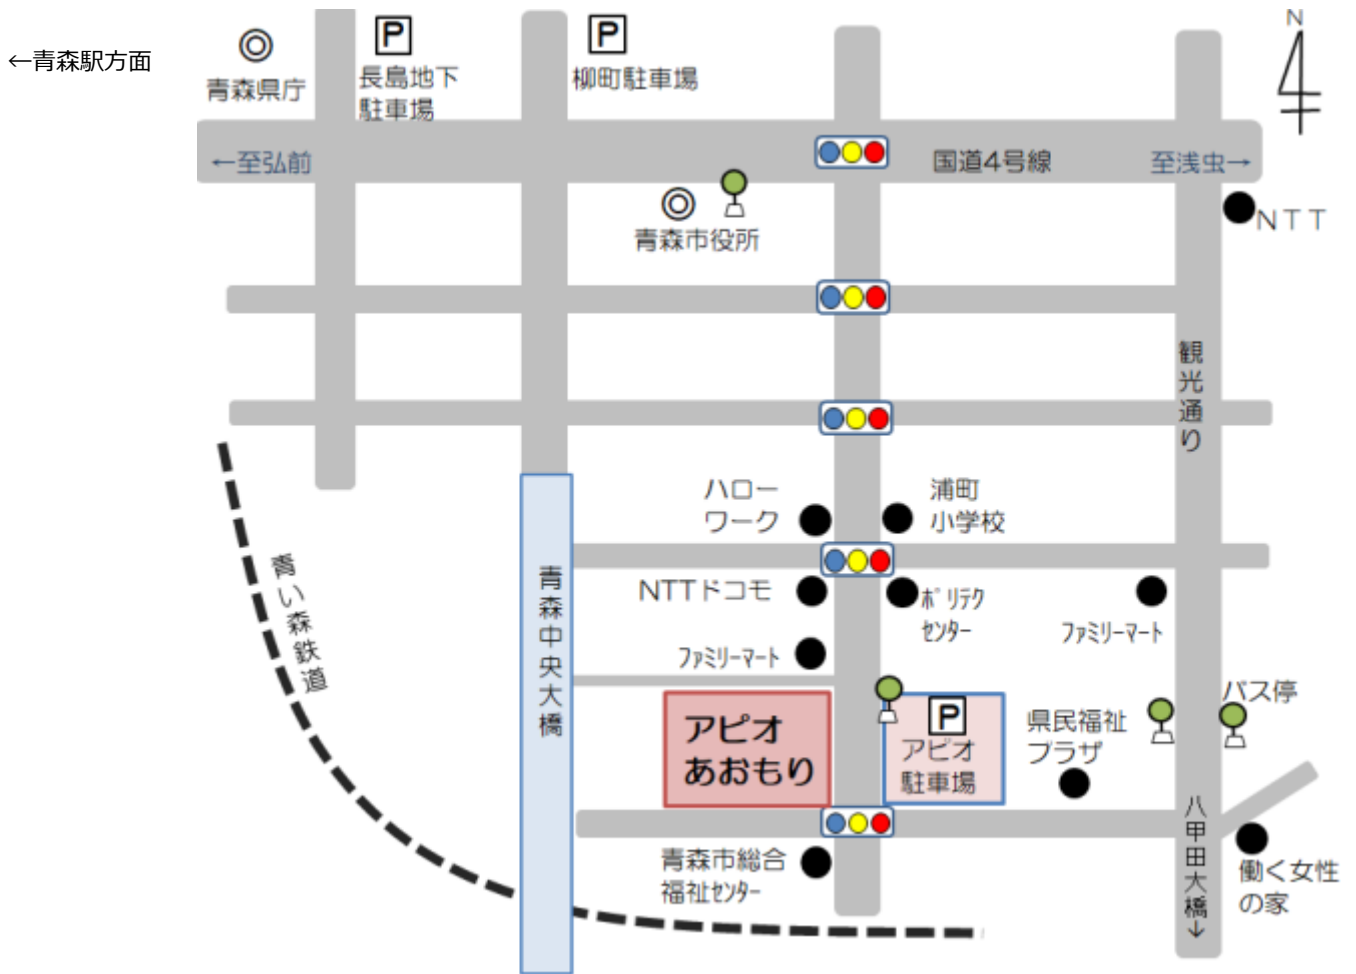 N
←青森駅方面
青森県庁
P
長島地下
駐車場
P
柳町駐車場
←至弘前
国道4号線
至浅虫→
NTT
青森市役所
観光通り
ハロー
ワーク
浦町
小学校
青い森鉄道
青森中央大橋
NTTドコモ
ﾎﾟﾘﾃｸ
ｾﾝﾀｰ
ﾌｧﾐﾘｰﾏｰﾄ
ﾌｧﾐﾘｰﾏｰﾄ
アピオ
あおもり
P
アピオ
駐車場
県民福祉
プラザ
バス停
八甲田大橋→
青森市総合
福祉ｾﾝﾀｰ
働く女性
の家